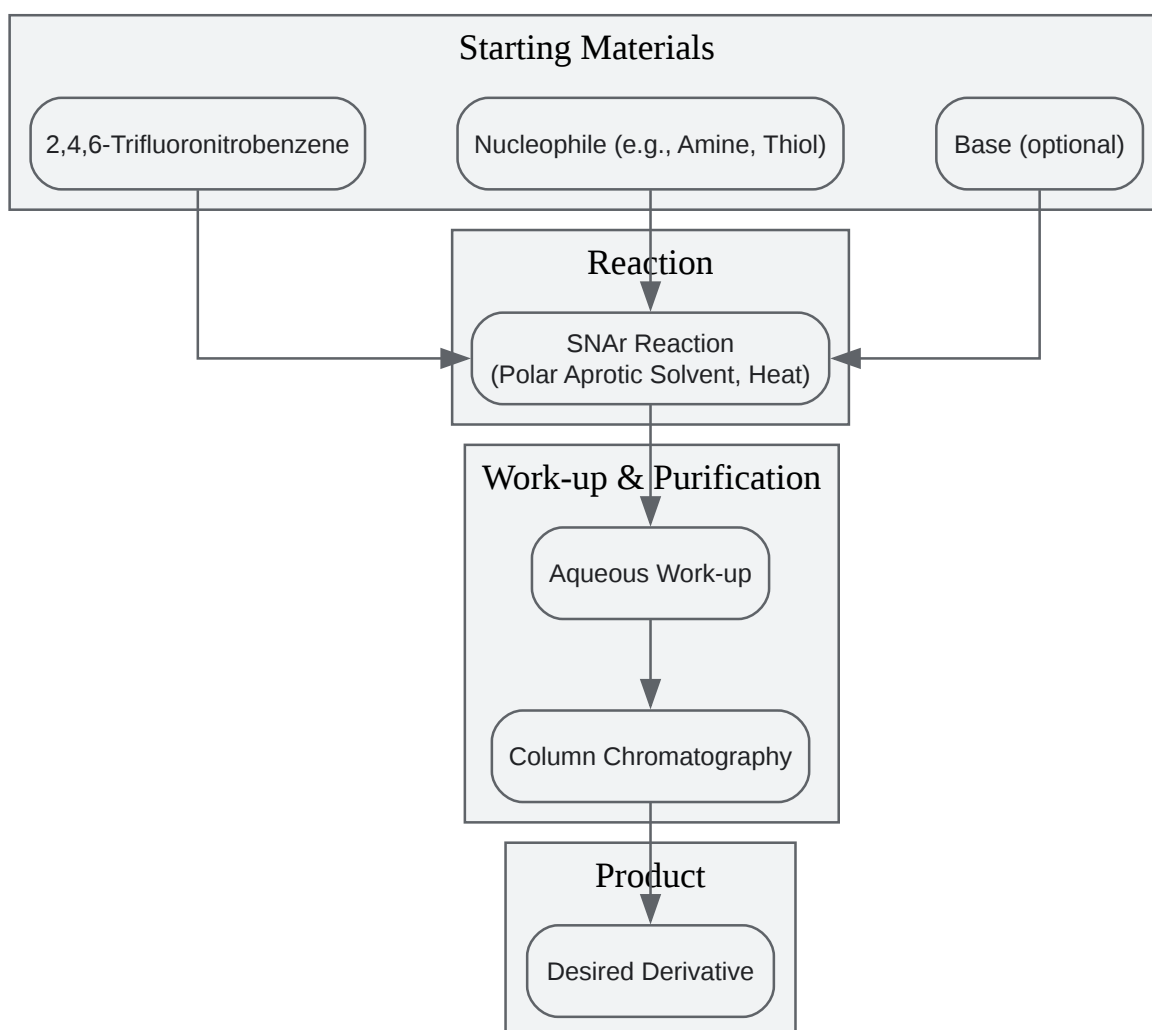 Starting Materials
2,4,6-Trifluoronitrobenzene
Nucleophile (e.g., Amine, Thiol)
Base (optional)
Reaction
SNAr Reaction
(Polar Aprotic Solvent, Heat)
Work-up & Purification
Aqueous Work-up
Column Chromatography
Product
Desired Derivative